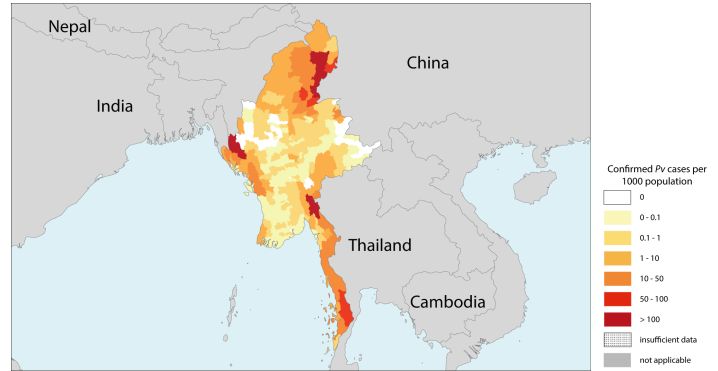 Nepal
China
India
Thailand
Cambodia
Confirmed Pv cases per
1000 population
0
0 - 0.1
0.1 - 1
1 - 10
10 - 50
50 - 100
> 100
insufficient data
not applicable